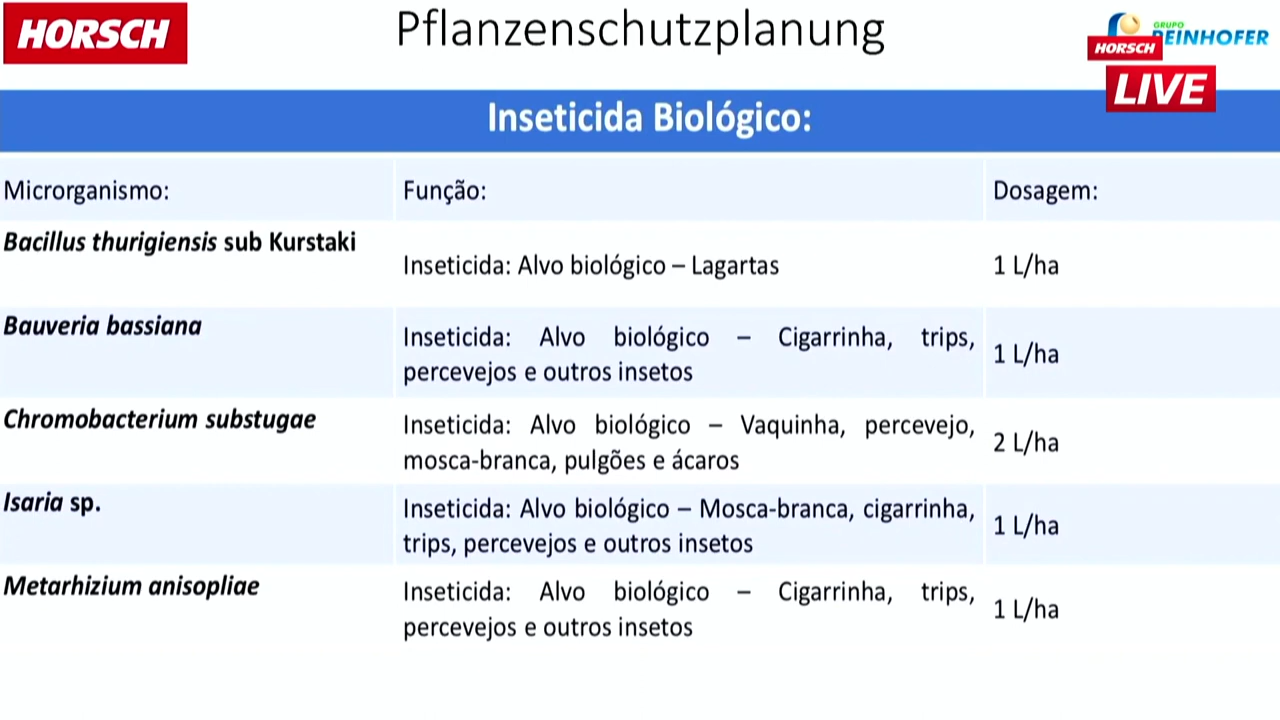 HORSCH
Pflanzenschutzplanung
GRUPO
REINHOFER
HORSCH
LIVE
Inseticida Biológico:
Microrganismo:
Função:
Dosagem:
Bacillus thurigiensis sub Kurstaki
Inseticida: Alvo biológico – Lagartas
1 L/ha
Bauveria bassiana
Inseticida: Alvo biológico – Cigarrinha, trips,
percevejos e outros insetos
1 L/ha
Chromobacterium substugae
Inseticida: Alvo biológico – Vaquinha, percevejo,
mosca-branca, pulgões e ácaros
2 L/ha
Isaria sp.
Inseticida: Alvo biológico – Mosca-branca, cigarrinha,
trips, percevejos e outros insetos
1 L/ha
Metarhizium anisopliae
Inseticida: Alvo biológico – Cigarrinha, trips,
percevejos e outros insetos
1 L/ha